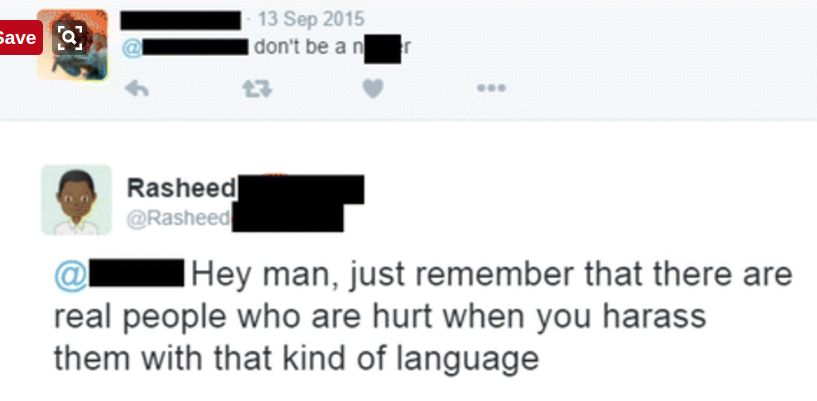 Save
· 13 Sep 2015
@ don't be a n r
Rasheed
@Rasheed
@ Hey man, just remember that there are
real people who are hurt when you harass
them with that kind of language